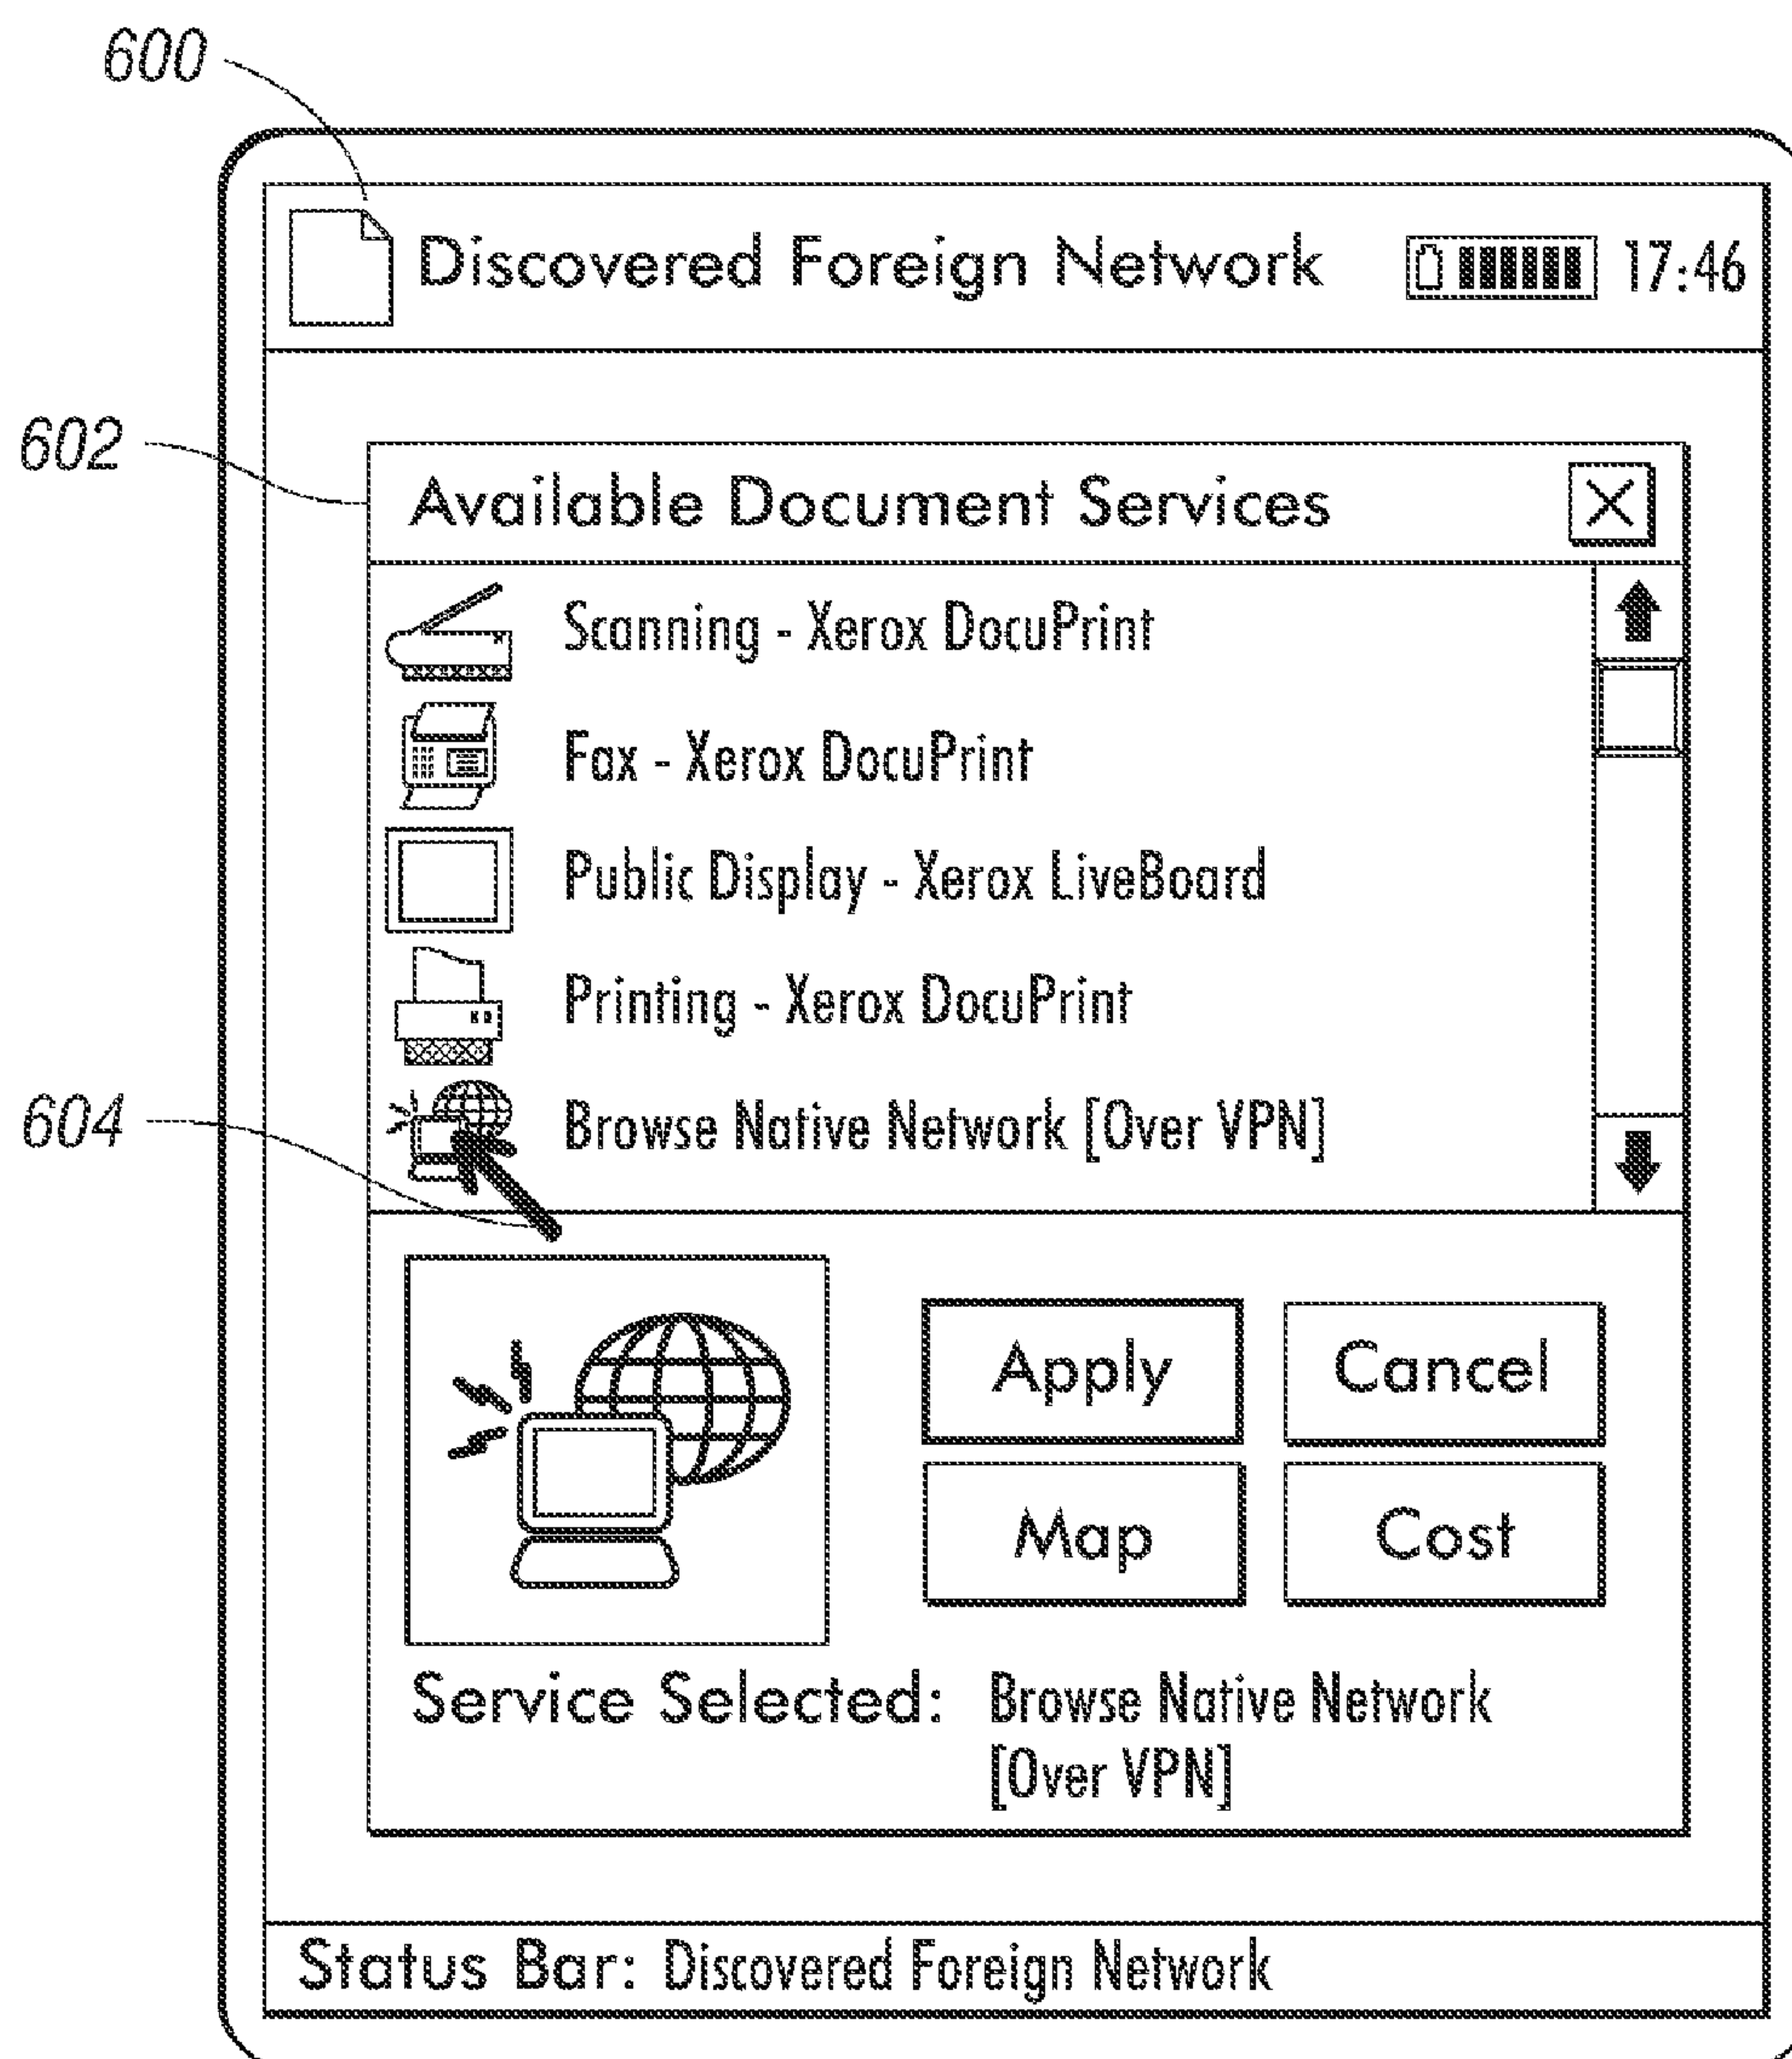 600
Discovered Foreign Network 17:46
602
Available Document Services
Scanning - Xerox DocuPrint
Fax - Xerox DocuPrint
Public Display - Xerox LiveBoard
Printing - Xerox DocuPrint
604
Browse Native Network [Over VPN]
Apply Cancel
Map Cost
Service Selected: Browse Native Network
[Over VPN]
Status Bar: Discovered Foreign Network